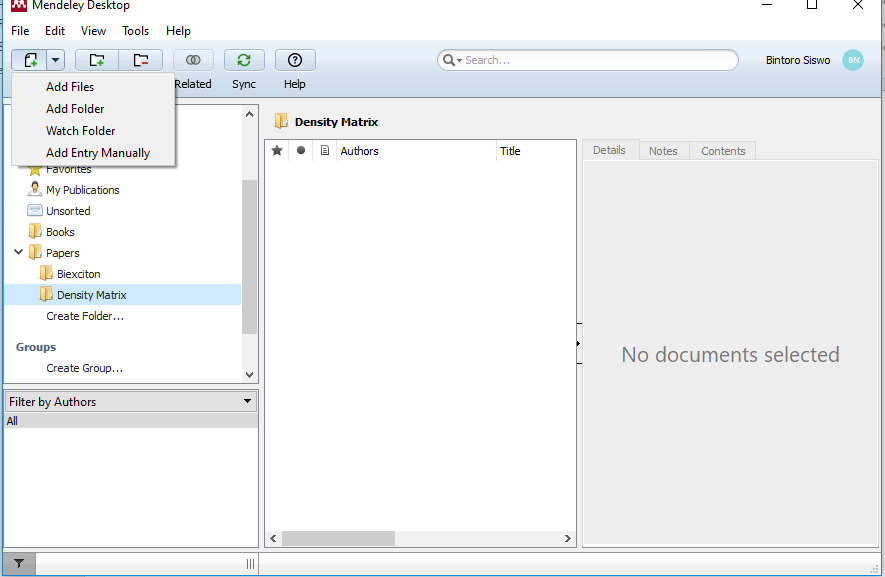 Mendeley Desktop
File Edit View Tools Help
Search...
Bintoro Siswo
BN
Related
Sync
Help
Add Files
Add Folder
Watch Folder
Add Entry Manually
Favorites
My Publications
Unsorted
Books
Papers
Biexciton
Density Matrix
Create Folder...
Groups
Create Group...
Filter by Authors
All
Density Matrix
Authors
Title
Details
Notes
Contents
No documents selected